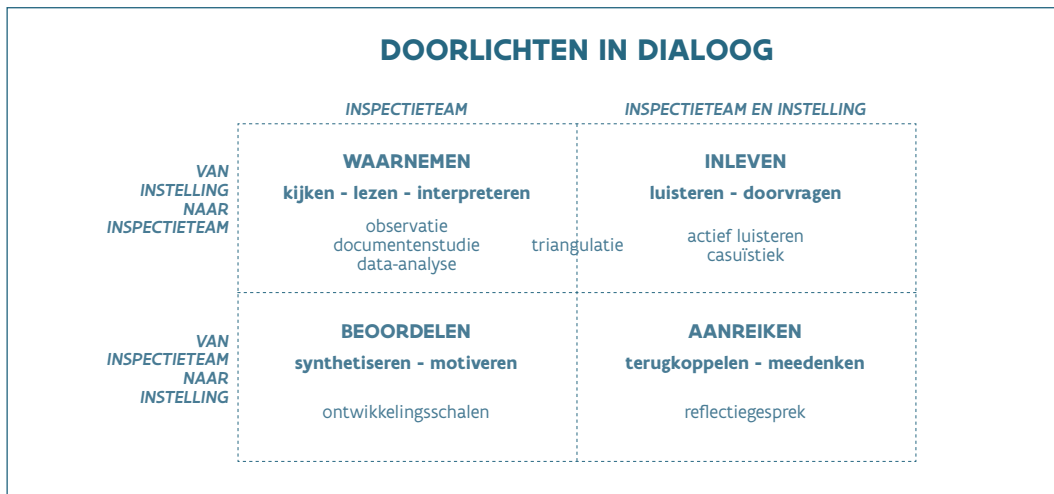 DOORLICHTEN IN DIALOOG
INSPECTIETEAM
INSPECTIETEAM EN INSTELLING
VAN
INSTELLING
NAAR
INSPECTIETEAM
WAARNEMEN
kijken - lezen - interpreteren
observatie
documentenstudie
data-analyse
triangulatie
INLEVEN
luisteren - doorvragen
actief luisteren
casuïstiek
VAN
INSPECTIETEAM
NAAR
INSTELLING
BEOORDELEN
synthetiseren - motiveren
ontwikkelingsschalen
AANREIKEN
terugkoppelen - meedenken
reflectiegesprek